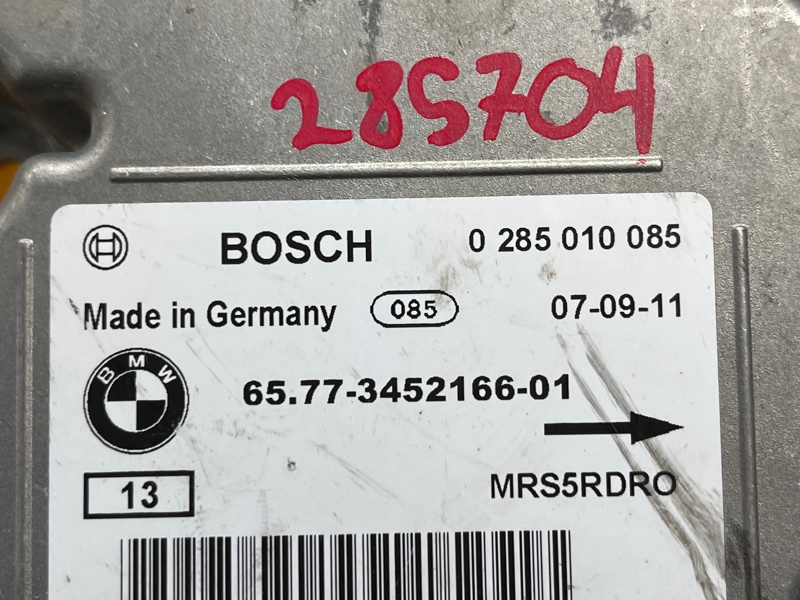 285704
BOSCH 0 285 010 085
Made in Germany 085 07-09-11
BMW 65.77-3452166-01
13 MRS5RDRO